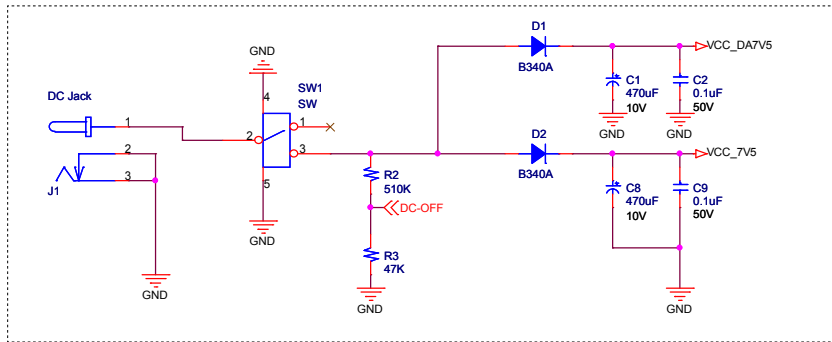 D1
GND
VCC_DA7V5
B340A
C1
C2
SW1
470uF
0.1uF
DC Jack
4
SW
10V
50V
1
1
GND
GND
2
D2
3
VCC_7V5
2
R2
B340A
510K
C8
C9
J1
3
5
470uF
0.1uF
DC-OFF
10V
50V
GND
R3
47K
GND
GND
GND